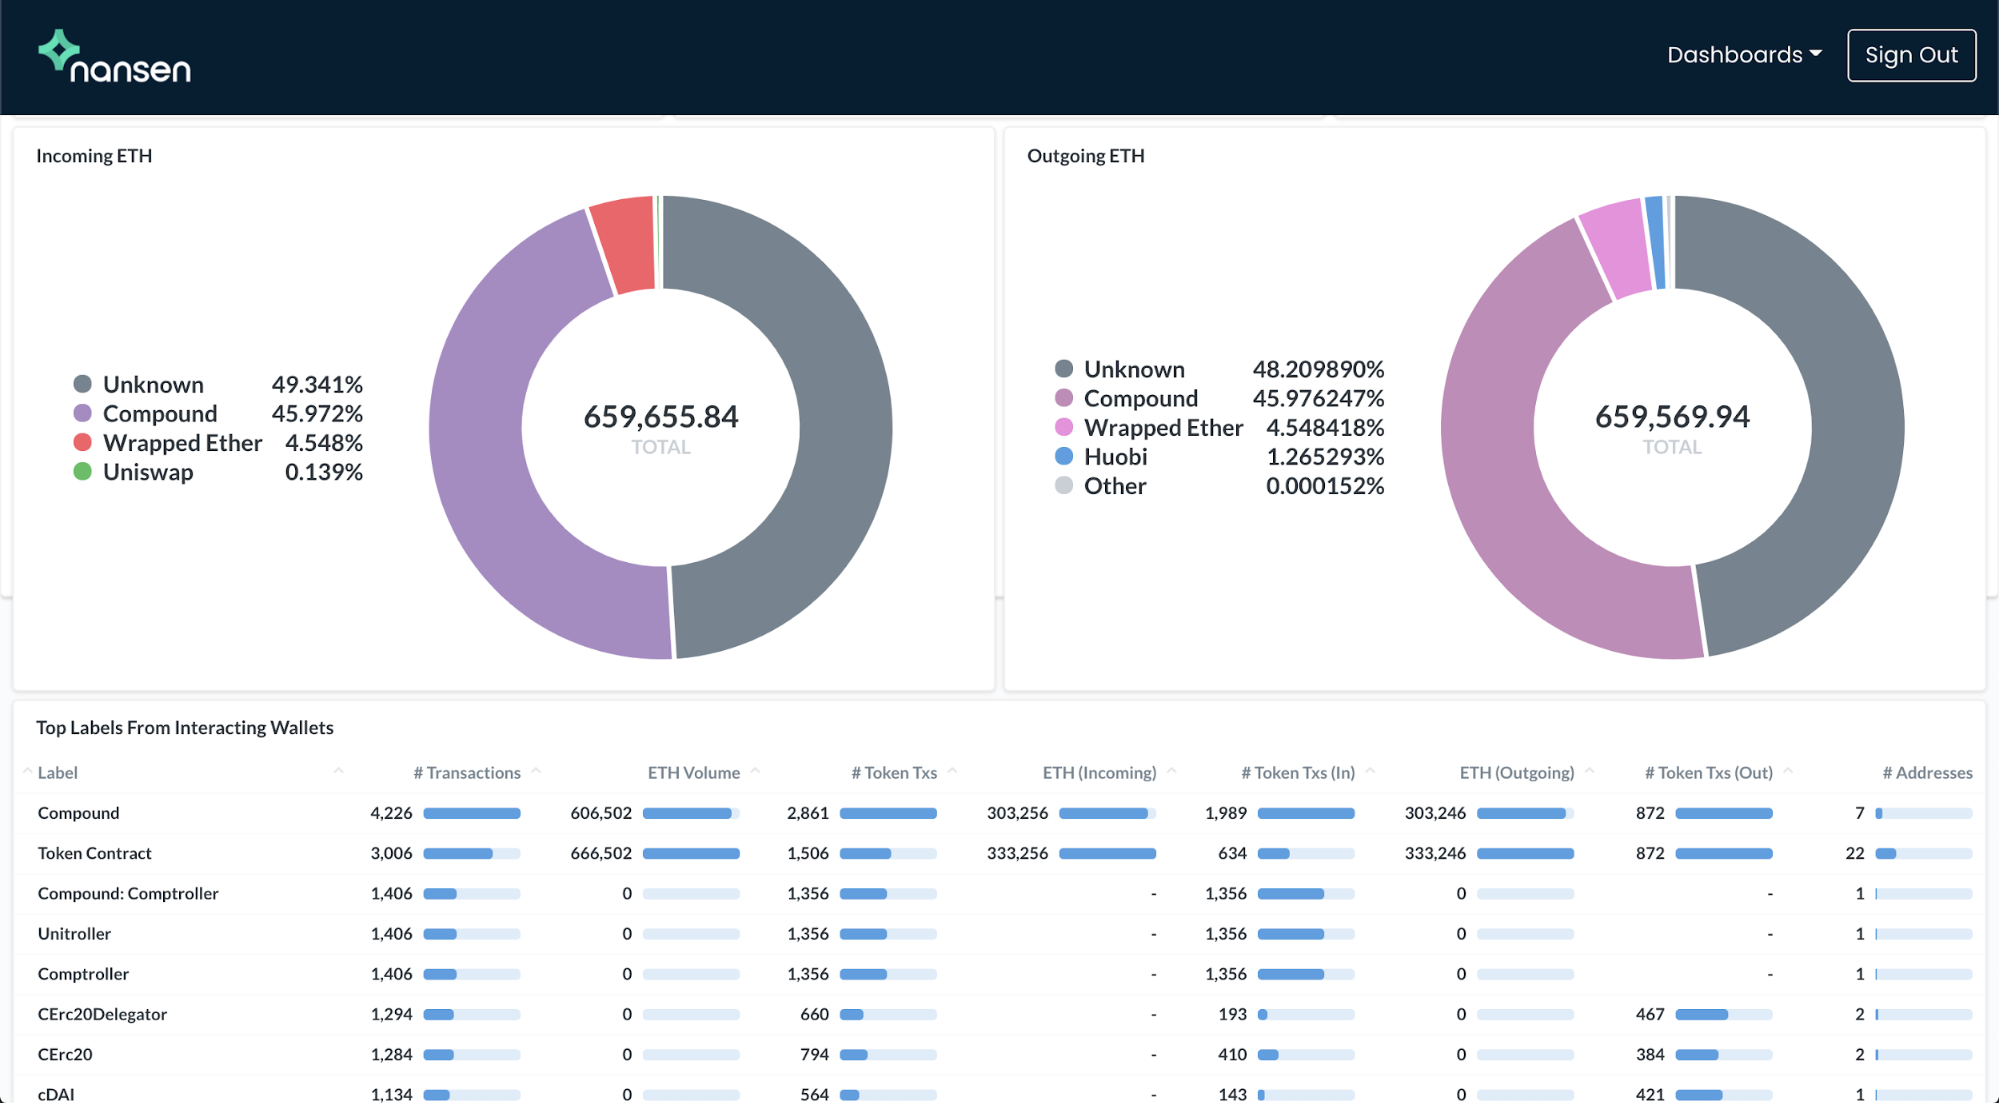 nansen
Dashboards
Sign Out
Incoming ETH
Unknown 49.341%
Compound 45.972%
Wrapped Ether 4.548%
Uniswap 0.139%
659,655.84
TOTAL
Outgoing ETH
Unknown 48.209890%
Compound 45.976247%
Wrapped Ether 4.548418%
Huobi 1.265293%
Other 0.000152%
659,569.94
TOTAL
Top Labels From Interacting Wallets
Label # Transactions ETH Volume # Token Txs ETH (Incoming) # Token Txs (In) ETH (Outgoing) # Token Txs (Out) # Addresses
Compound 4,226 606,502 2,861 303,256 1,989 303,246 872 7
Token Contract 3,006 666,502 1,506 333,256 634 333,246 872 22
Compound: Comptroller 1,406 0 1,356 - 1,356 0 - 1
Unitroller 1,406 0 1,356 - 1,356 0 - 1
Comptroller 1,406 0 1,356 - 1,356 0 - 1
CErc20Delegator 1,294 0 660 - 193 0 467 2
CErc20 1,284 0 794 - 410 0 384 2
cDAI 1,134 0 564 - 143 0 421 1